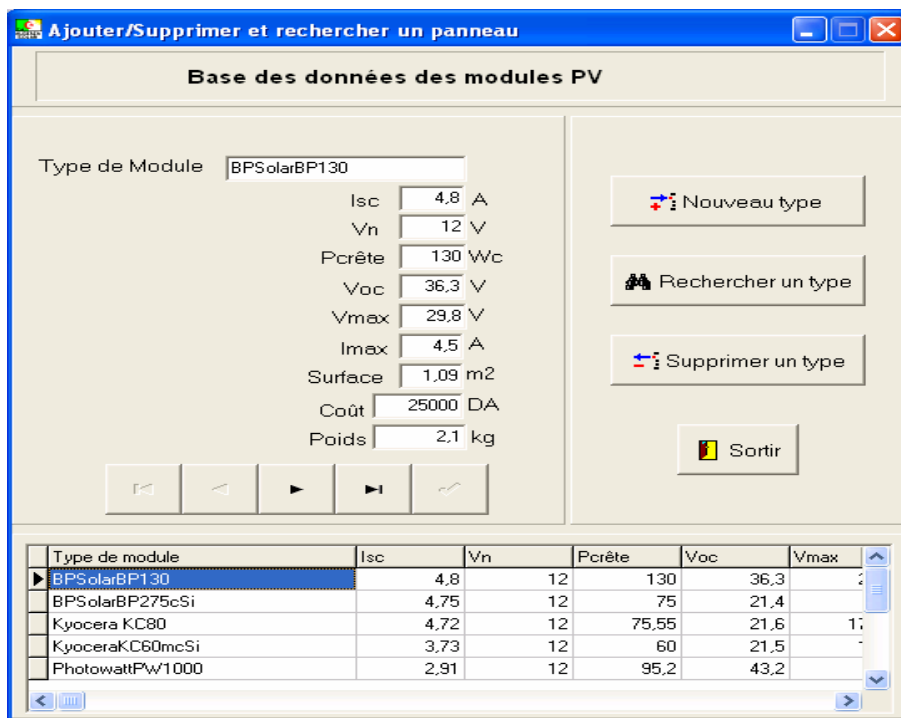 Ajouter/Supprimer et rechercher un panneau
Base des données des modules PV
Type de Module BPSolarBP130
Isc 4,8 A
Vn 12 V
Pcrête 130 Wc
Voc 36,3 V
Vmax 29,8 V
Imax 4,5 A
Surface 1,09 m2
Coût 25000 DA
Poids 2,1 kg
Nouveau type
Rechercher un type
Supprimer un type
Sortir
Type de module Isc Vn Pcrête Voc Vmax
BPSolarBP130 4,8 12 130 36,3
BPSolarBP275cSi 4,75 12 75 21,4
Kyocera KC80 4,72 12 75,55 21,6 17
KyoceraKC60mcSi 3,73 12 60 21,5
PhotowattPW1000 2,91 12 95,2 43,2